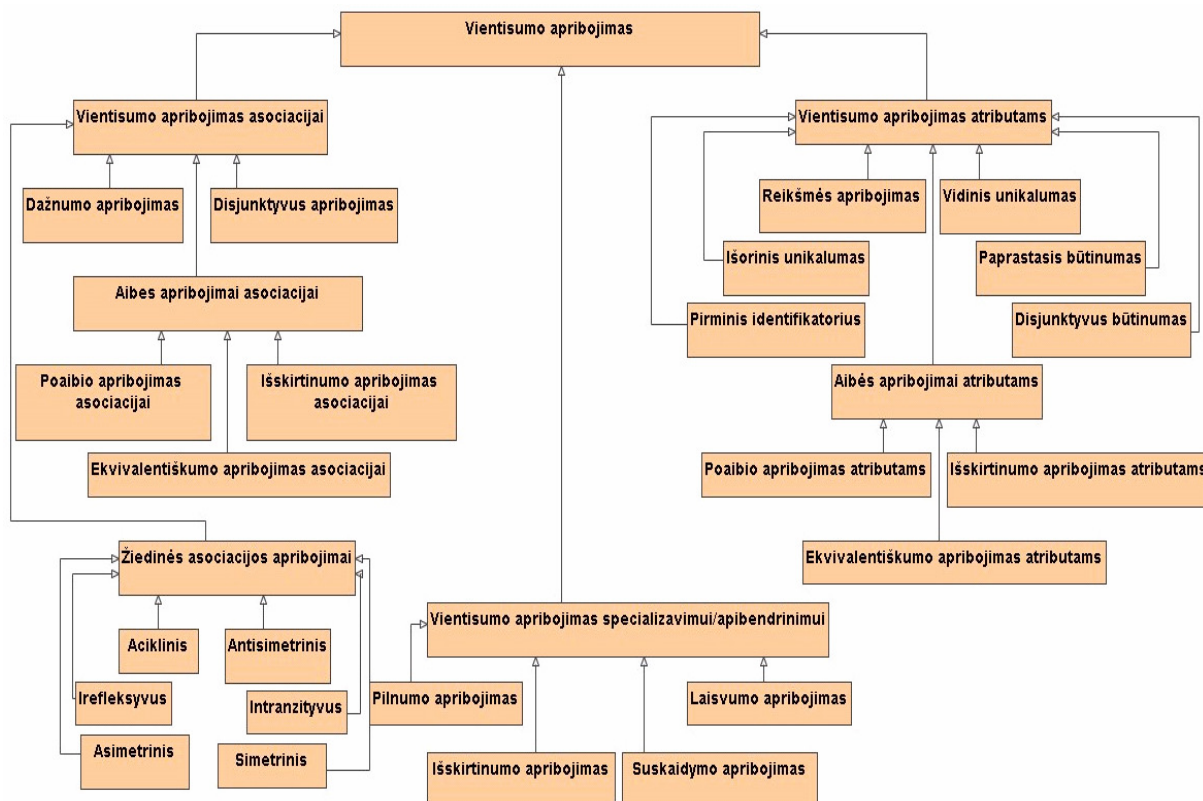 Vientisumo apribojimas
Vientisumo apribojimas asociacijai
Vientisumo apribojimas atributams
Dažnumo apribojimas
Disjunktyvus apribojimas
Reikšmės apribojimas
Vidinis unikalumas
Išorinis unikalumas
Paprastasis būtinumas
Aibes apribojimai asociacijai
Pirminis identifikatorius
Disjunktyvus būtinumas
Poaibio apribojimas
asociacijai
Išskirtinumo apribojimas
asociacijai
Aibės apribojimai atributams
Ekvivalentiškumo apribojimas asociacijai
Poaibio apribojimas atributams
Išskirtinumo apribojimas atributams
Žiedinės asociacijos apribojimai
Ekvivalentiškumo apribojimas atributams
Vientisumo apribojimas specializavimui/apibendrinimui
Aciklinis
Antisimetrinis
Irefleksyvus
Intranzityvus
Pilnumo apribojimas
Laisvumo apribojimas
Asimetrinis
Simetrinis
Išskirtinumo apribojimas
Suskaidymo apribojimas